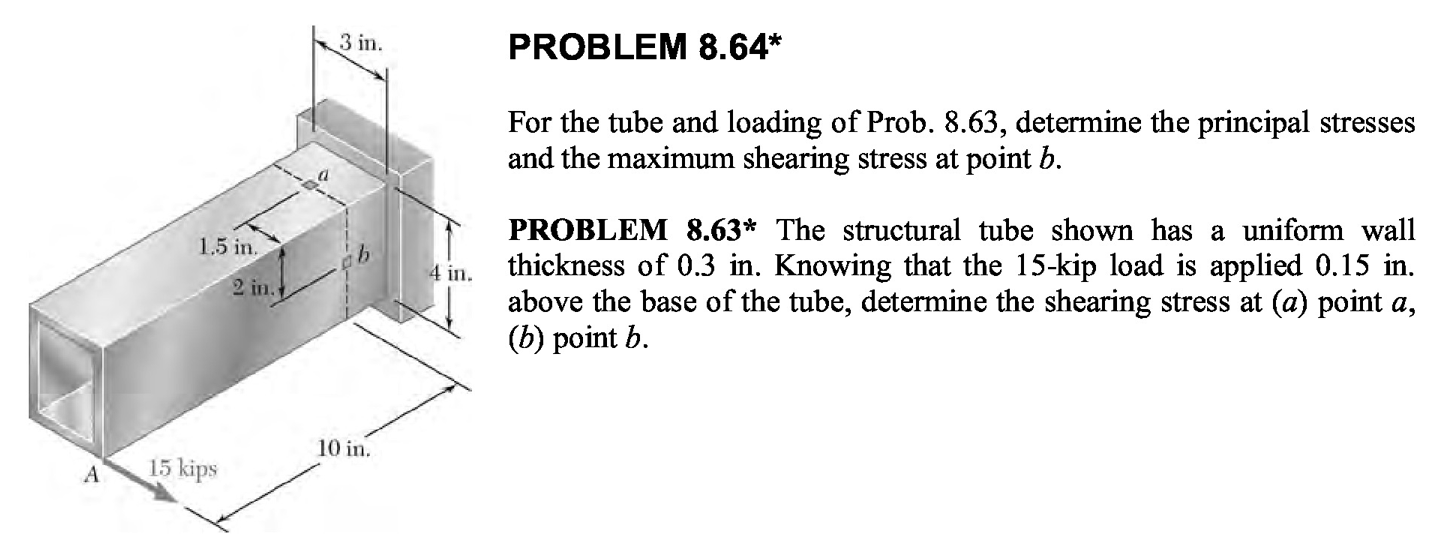 3 in.
PROBLEM 8.64*
For the tube and loading of Prob. 8.63, determine the principal stresses
and the maximum shearing stress at point b.
a
1.5 in.
b
4 in.
2 in.
PROBLEM 8.63* The structural tube shown has a uniform wall
thickness of 0.3 in. Knowing that the 15-kip load is applied 0.15 in.
above the base of the tube, determine the shearing stress at (a) point a,
(b) point b.
10 in.
A
15 kips